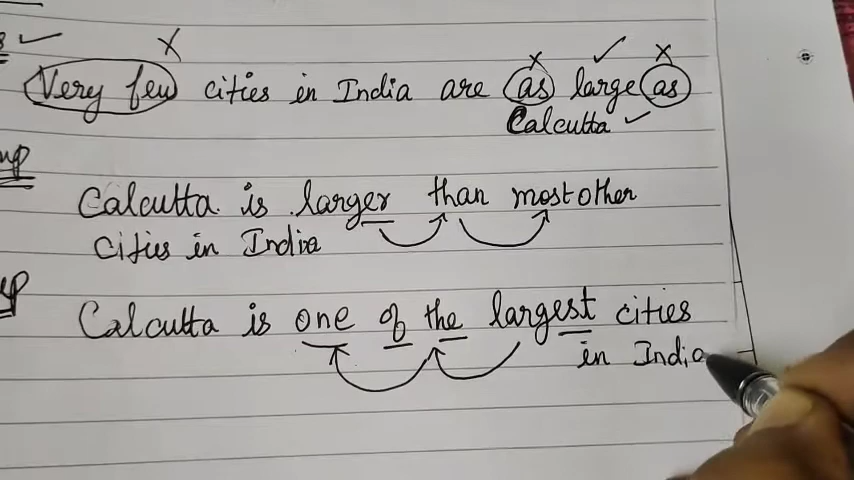 Very few cities in India are as large as
Calcutta
Calcutta is larger than most other
cities in India
Calcutta is one of the largest cities
in India